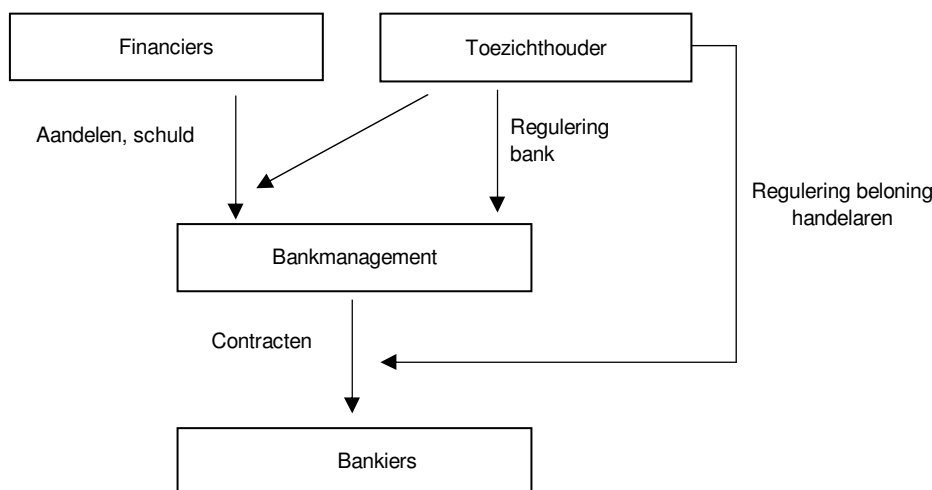 Financiers
Toezichthouder
Aandelen, schuld
Regulering
bank
Regulering beloning
handelaren
Bankmanagement
Contracten
Bankiers